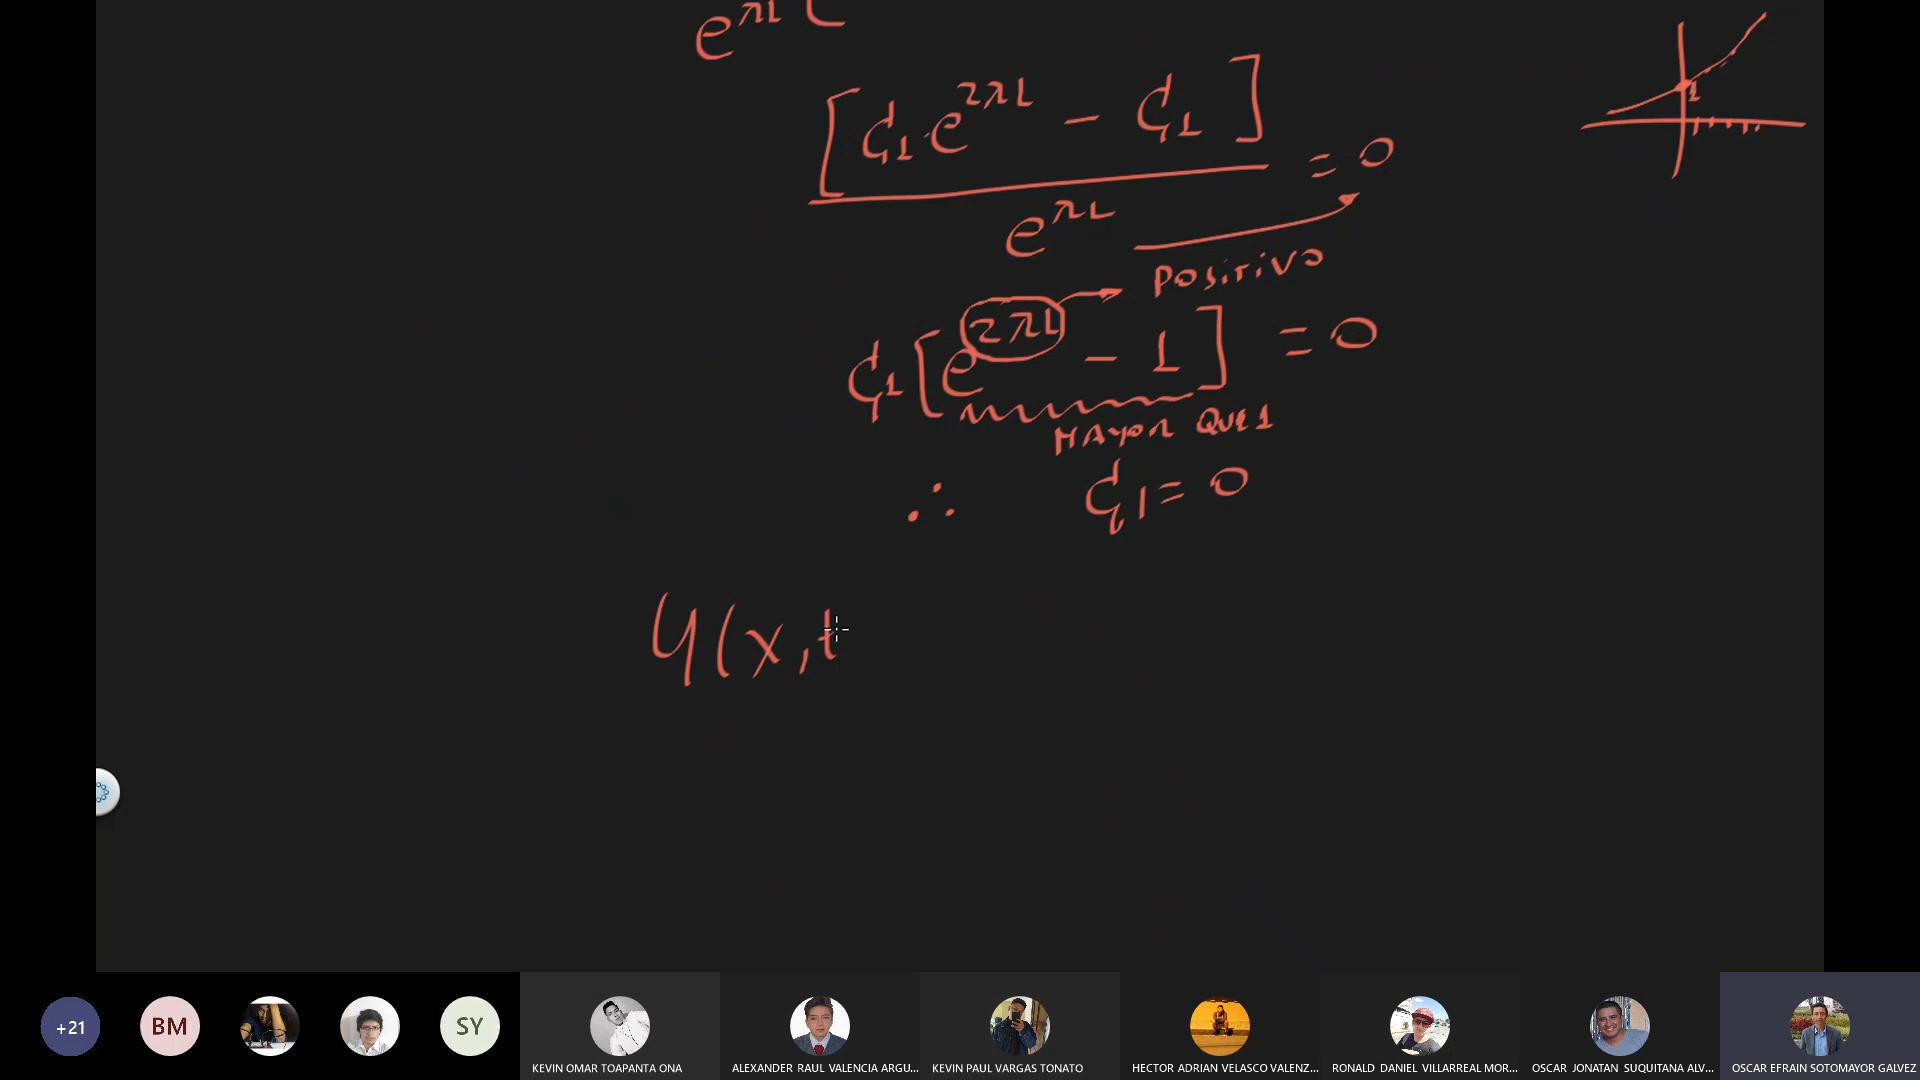 e^λL [
[C₁e^2λL - C₁]
1
= 0
e^λL
POSITIVO
C₁[e^2λL - 1] = 0
MAYOR QUE 1
∴ C₁ = 0
Y(x,t
+21
BM
SY
KEVIN OMAR TOAPANTA ONA
ALEXANDER RAUL VALENCIA ARGU...
KEVIN PAUL VARGAS TONATO
HECTOR ADRIAN VELASCO VALENZ...
RONALD DANIEL VILLARREAL MOR...
OSCAR JONATAN SUQUITANA ALV...
OSCAR EFRAIN SOTOMAYOR GALVEZ